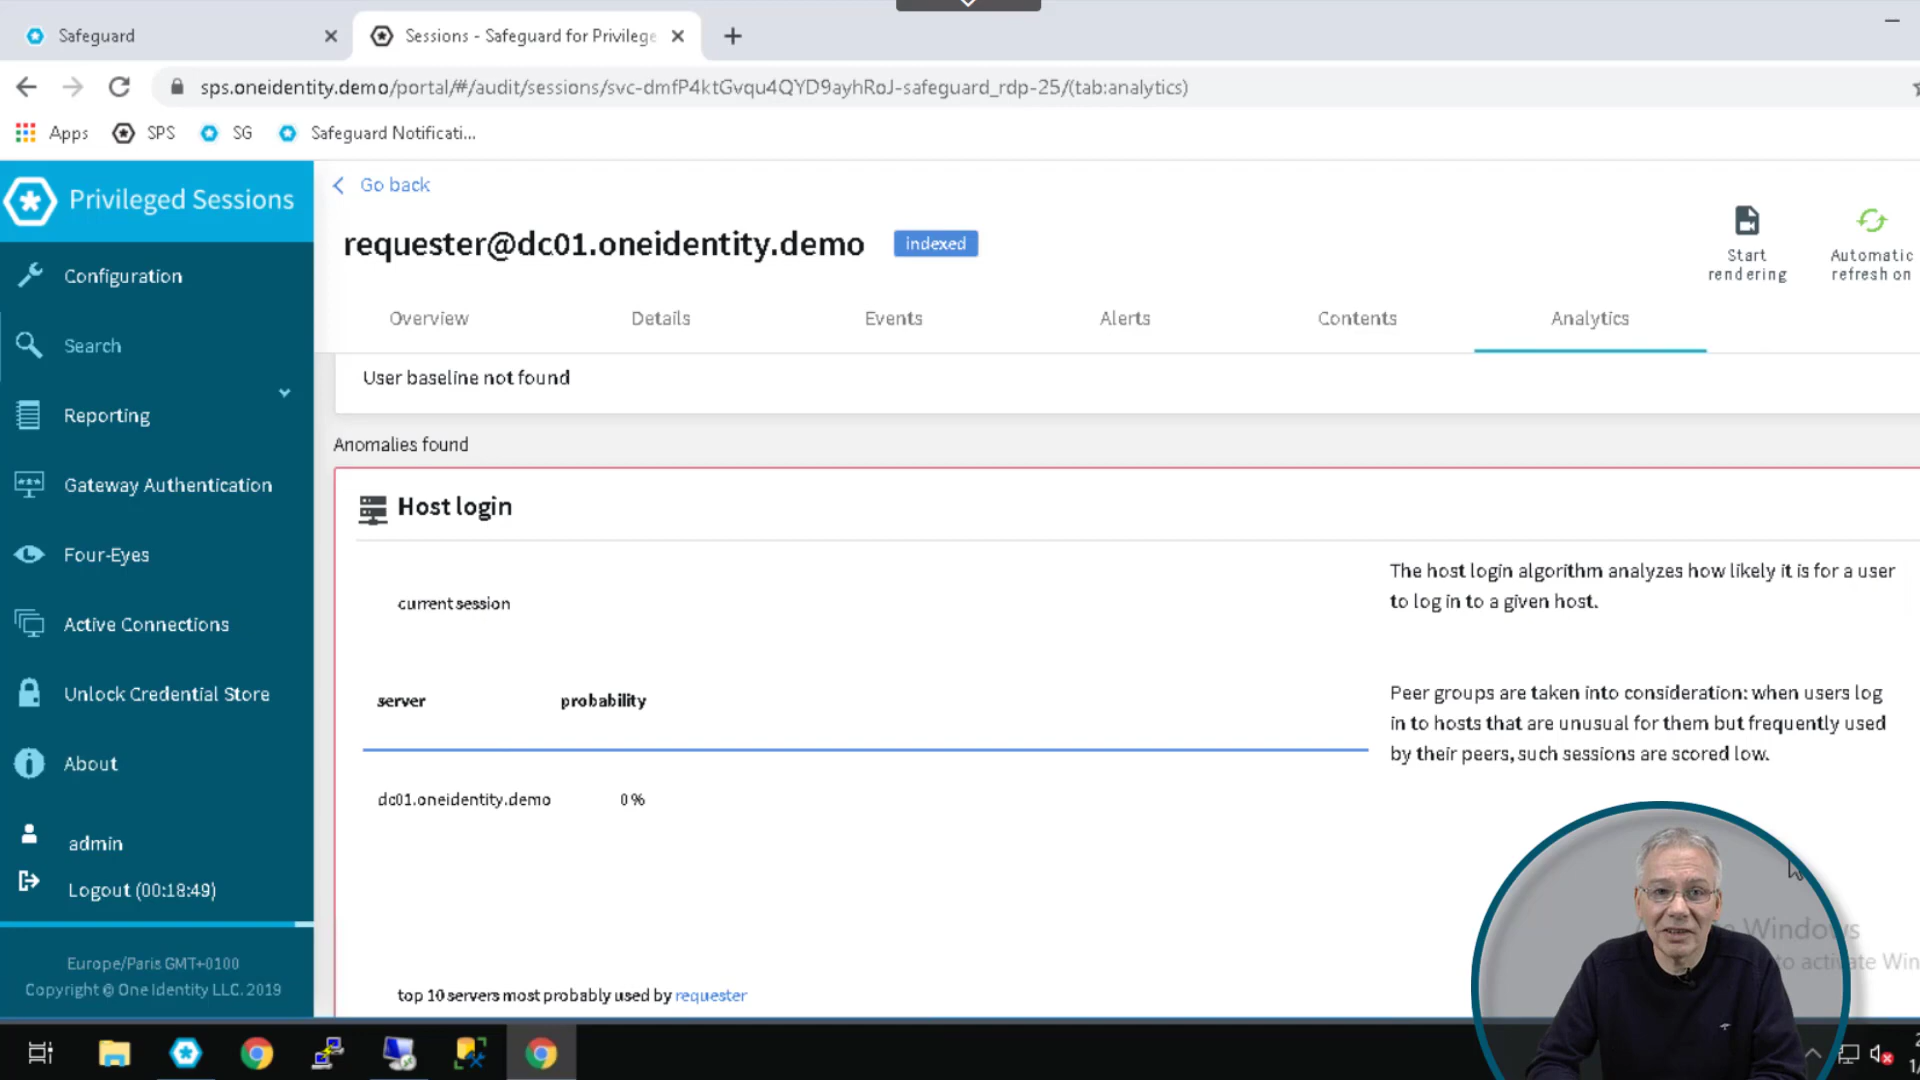 Safeguard
Sessions - Safeguard for Privilege
sps.oneidentity.demo/portal/#/audit/sessions/svc-dmfP4ktGvqu4QYD9ayhRoJ-safeguard_rdp-25/(tab:analytics)
Apps
SPS
SG
Safeguard Notificati...
Privileged Sessions
Configuration
Search
Reporting
Gateway Authentication
Four-Eyes
Active Connections
Unlock Credential Store
About
admin
Logout (00:18:49)
Europe/Paris GMT+0100
Copyright © One Identity LLC. 2019
Go back
requester@dc01.oneidentity.demo
indexed
Start
rendering
Automatic
refresh on
Overview
Details
Events
Alerts
Contents
Analytics
User baseline not found
Anomalies found
Host login
current session
server
probability
dc01.oneidentity.demo
0 %
top 10 servers most probably used by requester
The host login algorithm analyzes how likely it is for a user
to log in to a given host.
Peer groups are taken into consideration: when users log
in to hosts that are unusual for them but frequently used
by their peers, such sessions are scored low.
Windows
to activate Win